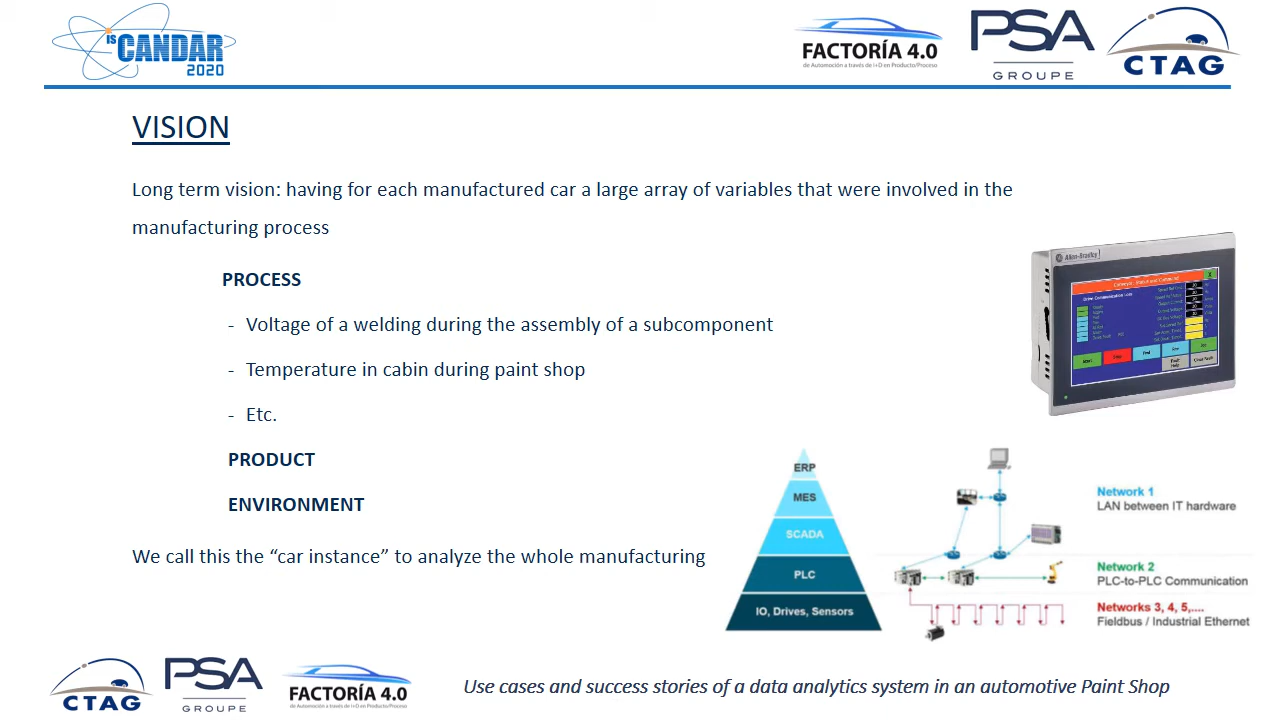 IS
CANDAR
2020
FACTORÍA 4.0
de Automoción a través de I+D en Producto/Proceso
PSA
GROUPE
CTAG
VISION
Long term vision: having for each manufactured car a large array of variables that were involved in the
manufacturing process
PROCESS
- Voltage of a welding during the assembly of a subcomponent
- Temperature in cabin during paint shop
- Etc.
PRODUCT
ENVIRONMENT
We call this the “car instance” to analyze the whole manufacturing
Allen-Bradley
ERP
MES
SCADA
PLC
IO, Drives, Sensors
Network 1
LAN between IT hardware
Network 2
PLC-to-PLC Communication
Networks 3, 4, 5,....
Fieldbus / Industrial Ethernet
CTAG
PSA
GROUPE
FACTORÍA 4.0
de Automoción a través de I+D en Producto/Proceso
Use cases and success stories of a data analytics system in an automotive Paint Shop